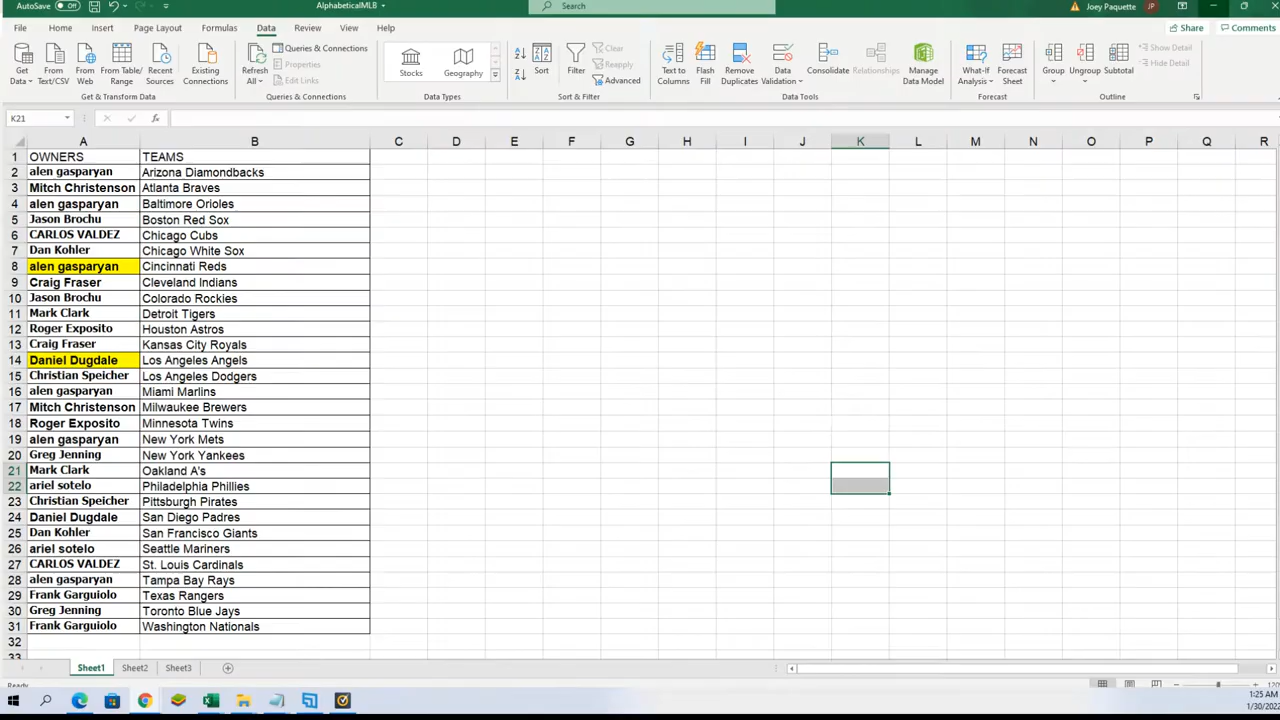 AutoSave Off AlphabeticalMLB Search Joey Paquette JP
File Home Insert Page Layout Formulas Data Review View Help Share Comments
Get Data From Text/CSV From Web From Table/Range Recent Sources Existing Connections
Get & Transform Data
Refresh All Queries & Connections Properties Edit Links
Queries & Connections
Stocks Geography
Data Types
Sort Filter Clear Reapply Advanced
Sort & Filter
Text to Columns Flash Fill Remove Duplicates Data Validation Consolidate Relationships Manage Data Model
Data Tools
What-If Analysis Forecast Sheet
Forecast
Group Ungroup Subtotal Show Detail Hide Detail
Outline
K21 fx
A B C D E F G H I J K L M N O P Q R
1 OWNERS TEAMS
2 alen gasparyan Arizona Diamondbacks
3 Mitch Christenson Atlanta Braves
4 alen gasparyan Baltimore Orioles
5 Jason Brochu Boston Red Sox
6 CARLOS VALDEZ Chicago Cubs
7 Dan Kohler Chicago White Sox
8 alen gasparyan Cincinnati Reds
9 Craig Fraser Cleveland Indians
10 Jason Brochu Colorado Rockies
11 Mark Clark Detroit Tigers
12 Roger Exposito Houston Astros
13 Craig Fraser Kansas City Royals
14 Daniel Dugdale Los Angeles Angels
15 Christian Speicher Los Angeles Dodgers
16 alen gasparyan Miami Marlins
17 Mitch Christenson Milwaukee Brewers
18 Roger Exposito Minnesota Twins
19 alen gasparyan New York Mets
20 Greg Jenning New York Yankees
21 Mark Clark Oakland A's
22 ariel sotelo Philadelphia Phillies
23 Christian Speicher Pittsburgh Pirates
24 Daniel Dugdale San Diego Padres
25 Dan Kohler San Francisco Giants
26 ariel sotelo Seattle Mariners
27 CARLOS VALDEZ St. Louis Cardinals
28 alen gasparyan Tampa Bay Rays
29 Frank Garguiolo Texas Rangers
30 Greg Jenning Toronto Blue Jays
31 Frank Garguiolo Washington Nationals
32
33
Sheet1 Sheet2 Sheet3
Ready
1:25 AM
1/30/2022